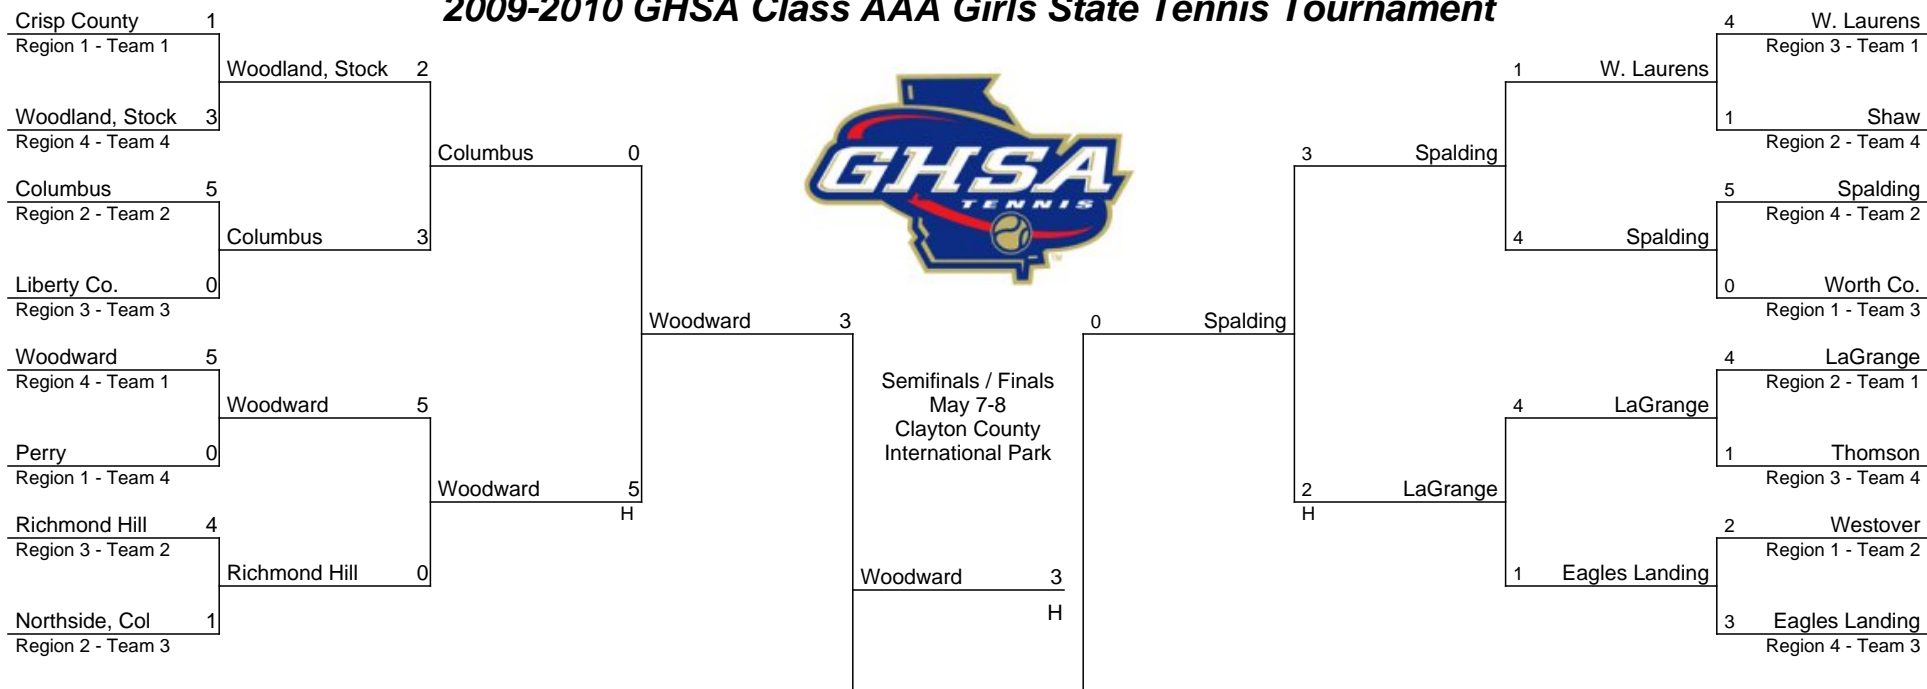 2009-2010 GHSA Class AAA Girls State Tennis Tournament
Crisp County 1
Region 1 - Team 1
Woodland, Stock 2
Woodland, Stock 3
Region 4 - Team 4
Columbus 0
Columbus 5
Region 2 - Team 2
Columbus 3
Liberty Co. 0
Region 3 - Team 3
Woodward 3
Woodward 5
Region 4 - Team 1
Woodward 5
Perry 0
Region 1 - Team 4
Woodward 5
H
Richmond Hill 4
Region 3 - Team 2
Richmond Hill 0
Northside, Col 1
Region 2 - Team 3
GHSA
TENNIS
TM
Semifinals / Finals
May 7-8
Clayton County
International Park
Woodward 3
H
4 W. Laurens
Region 3 - Team 1
1 W. Laurens
1 Shaw
Region 2 - Team 4
3 Spalding
5 Spalding
Region 4 - Team 2
4 Spalding
0 Worth Co.
Region 1 - Team 3
0 Spalding
4 LaGrange
Region 2 - Team 1
4 LaGrange
1 Thomson
Region 3 - Team 4
2 LaGrange
H
2 Westover
Region 1 - Team 2
1 Eagles Landing
3 Eagles Landing
Region 4 - Team 3